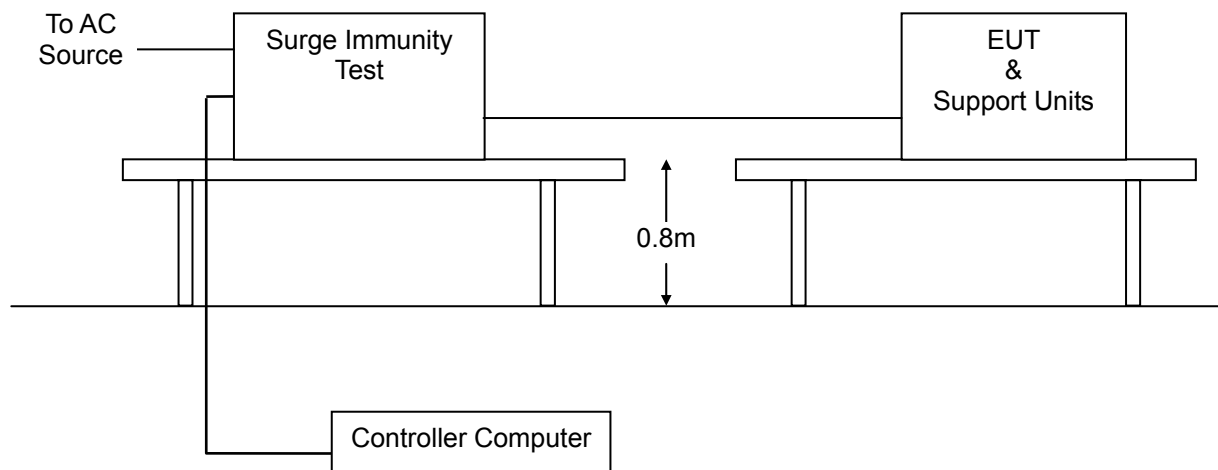 To AC
Source
Surge Immunity
Test
EUT
&
Support Units
0.8m
Controller Computer